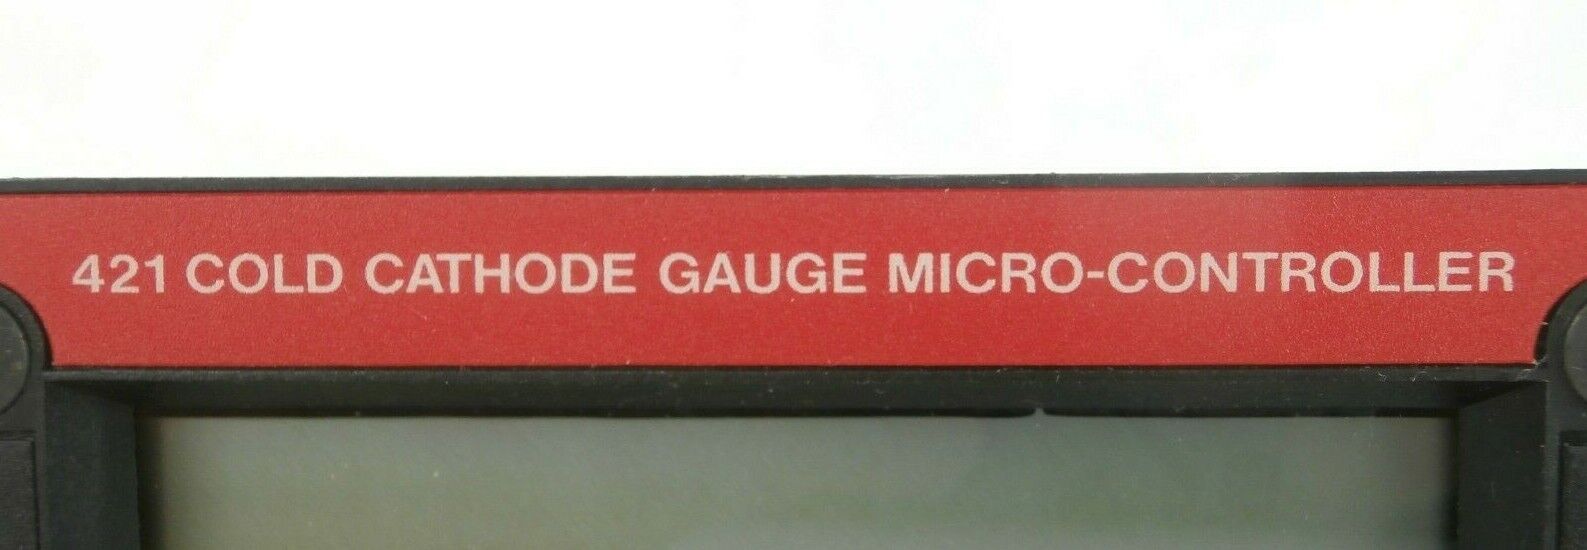 421 COLD CATHODE GAUGE MICRO-CONTROLLER